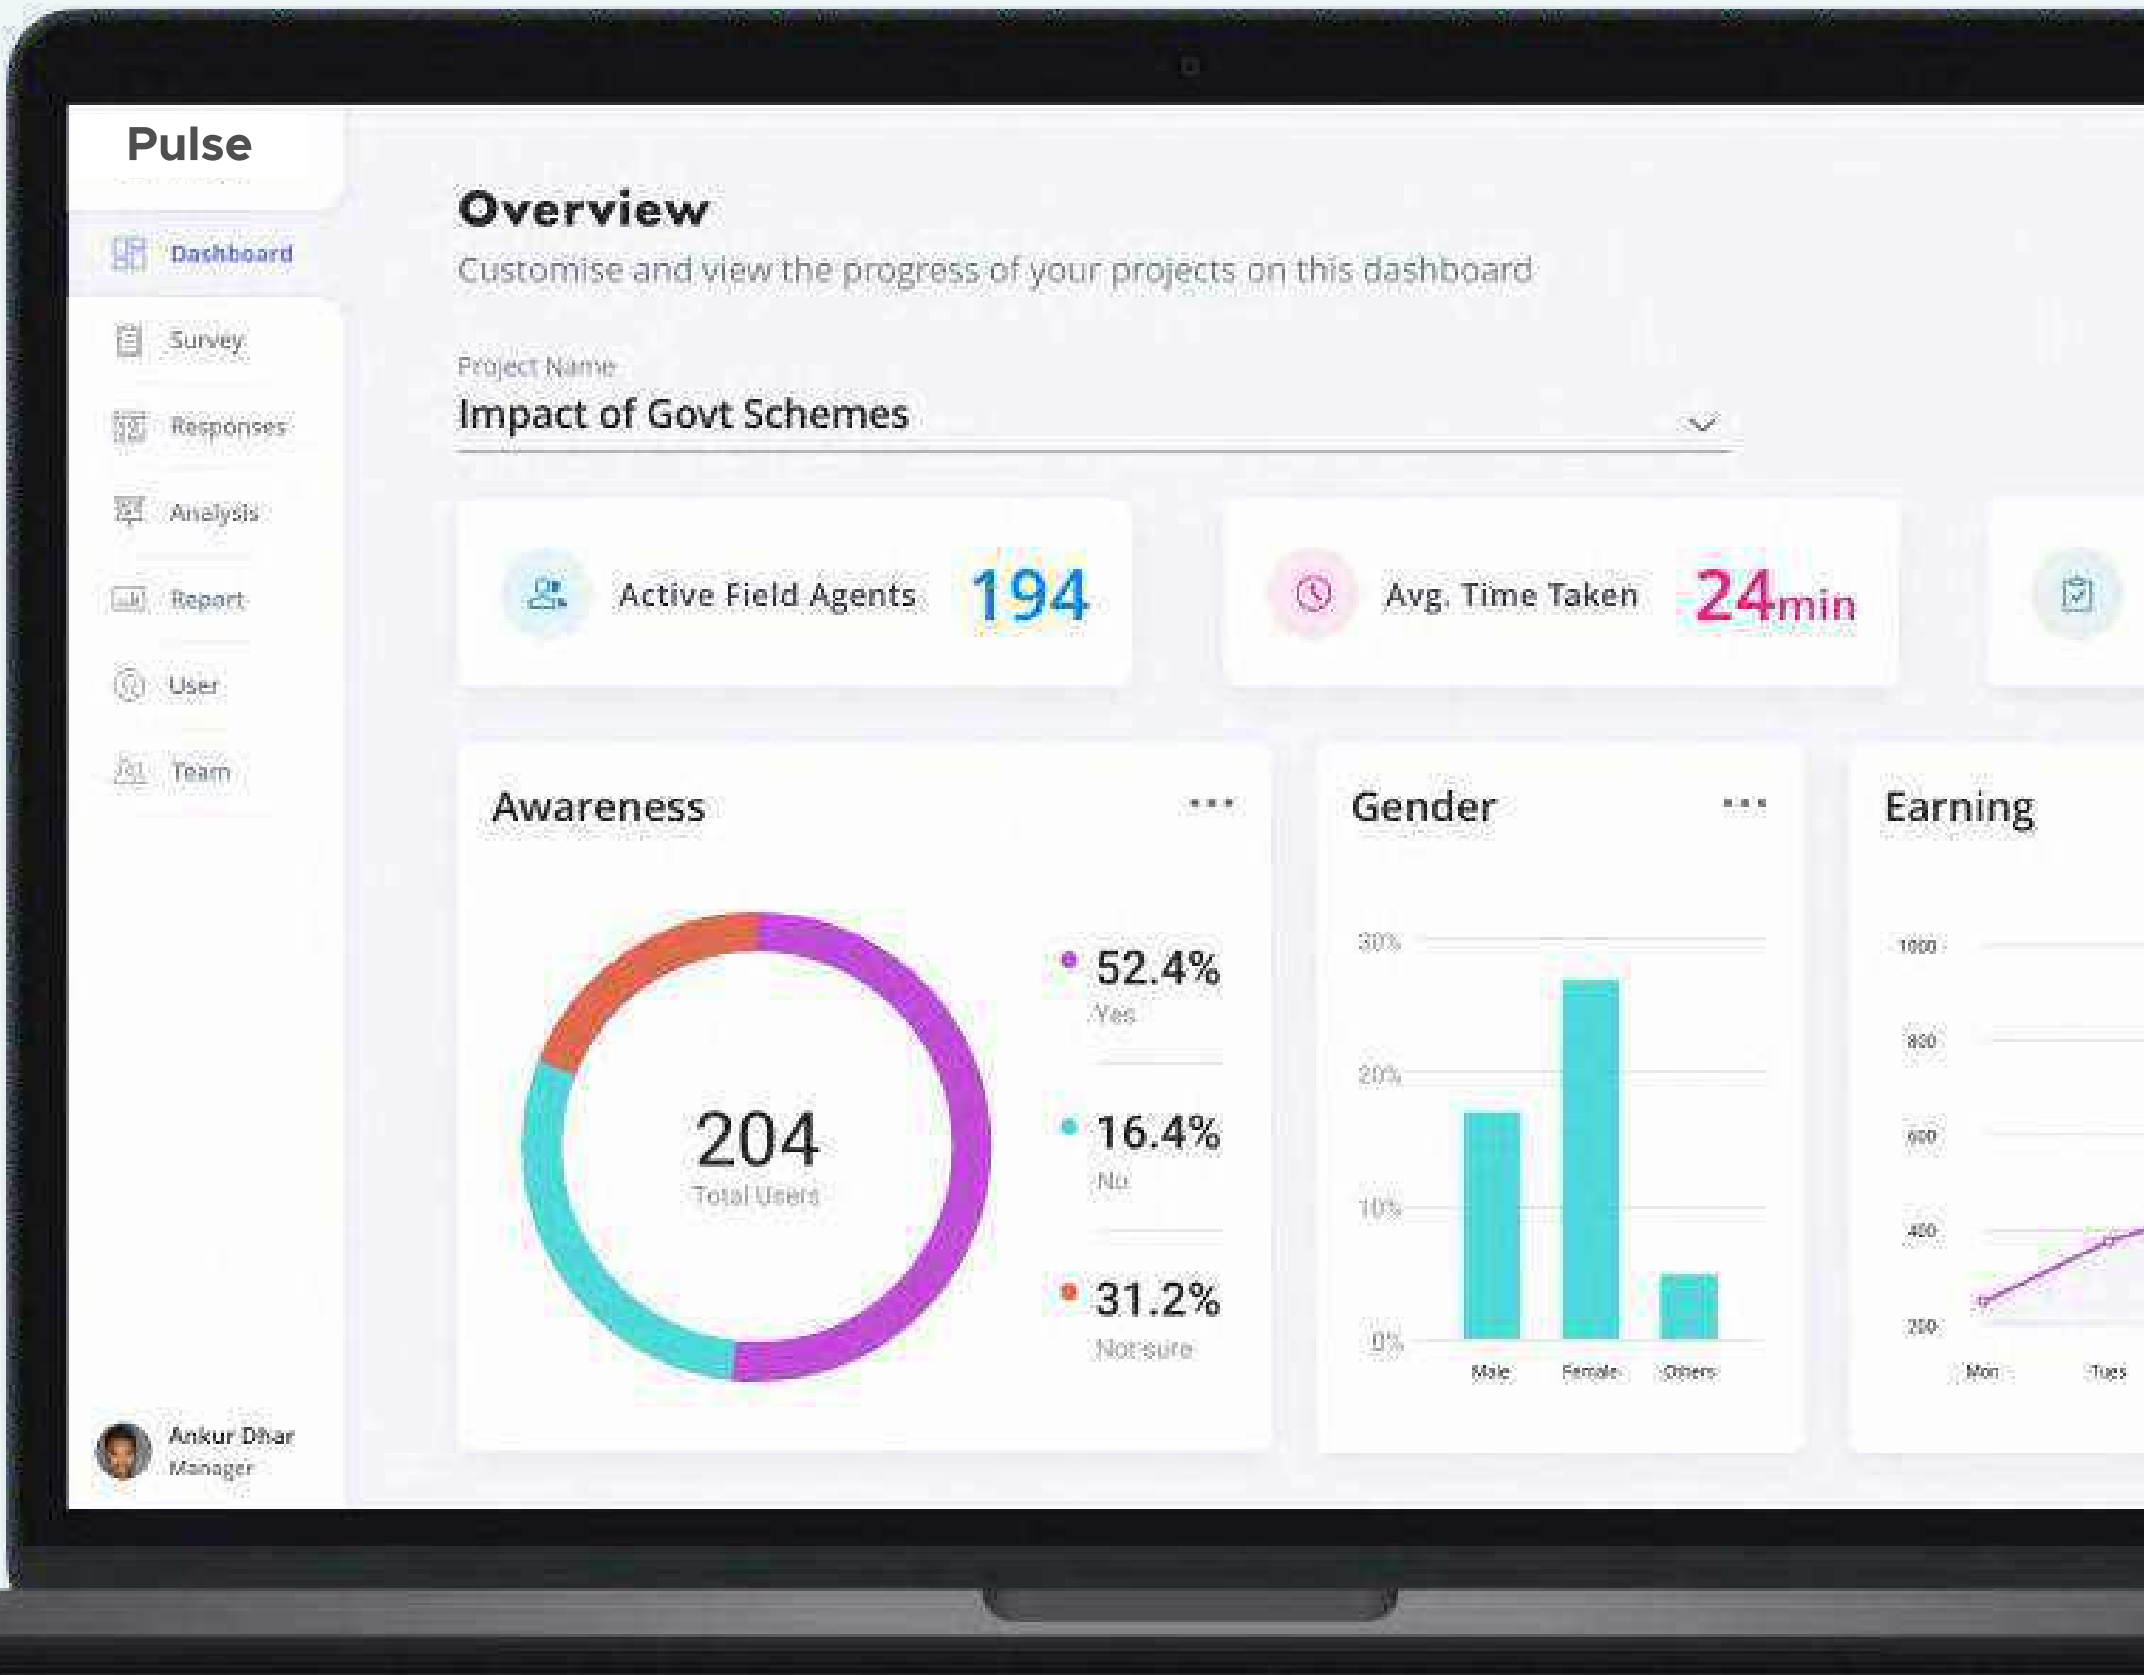 Pulse
Dashboard
Survey
Responses
Analysis
Report
User
Team
Ankur Dhar
Manager
Overview
Customise and view the progress of your projects on this dashboard
Project Name
Impact of Govt Schemes
Active Field Agents 194
Avg. Time Taken 24min
Awareness
204
Total Users
52.4%
Yes
16.4%
No
31.2%
Not sure
Gender
30%
20%
10%
0%
Male Female Others
Earning
1000
800
600
400
200
Mon Tues